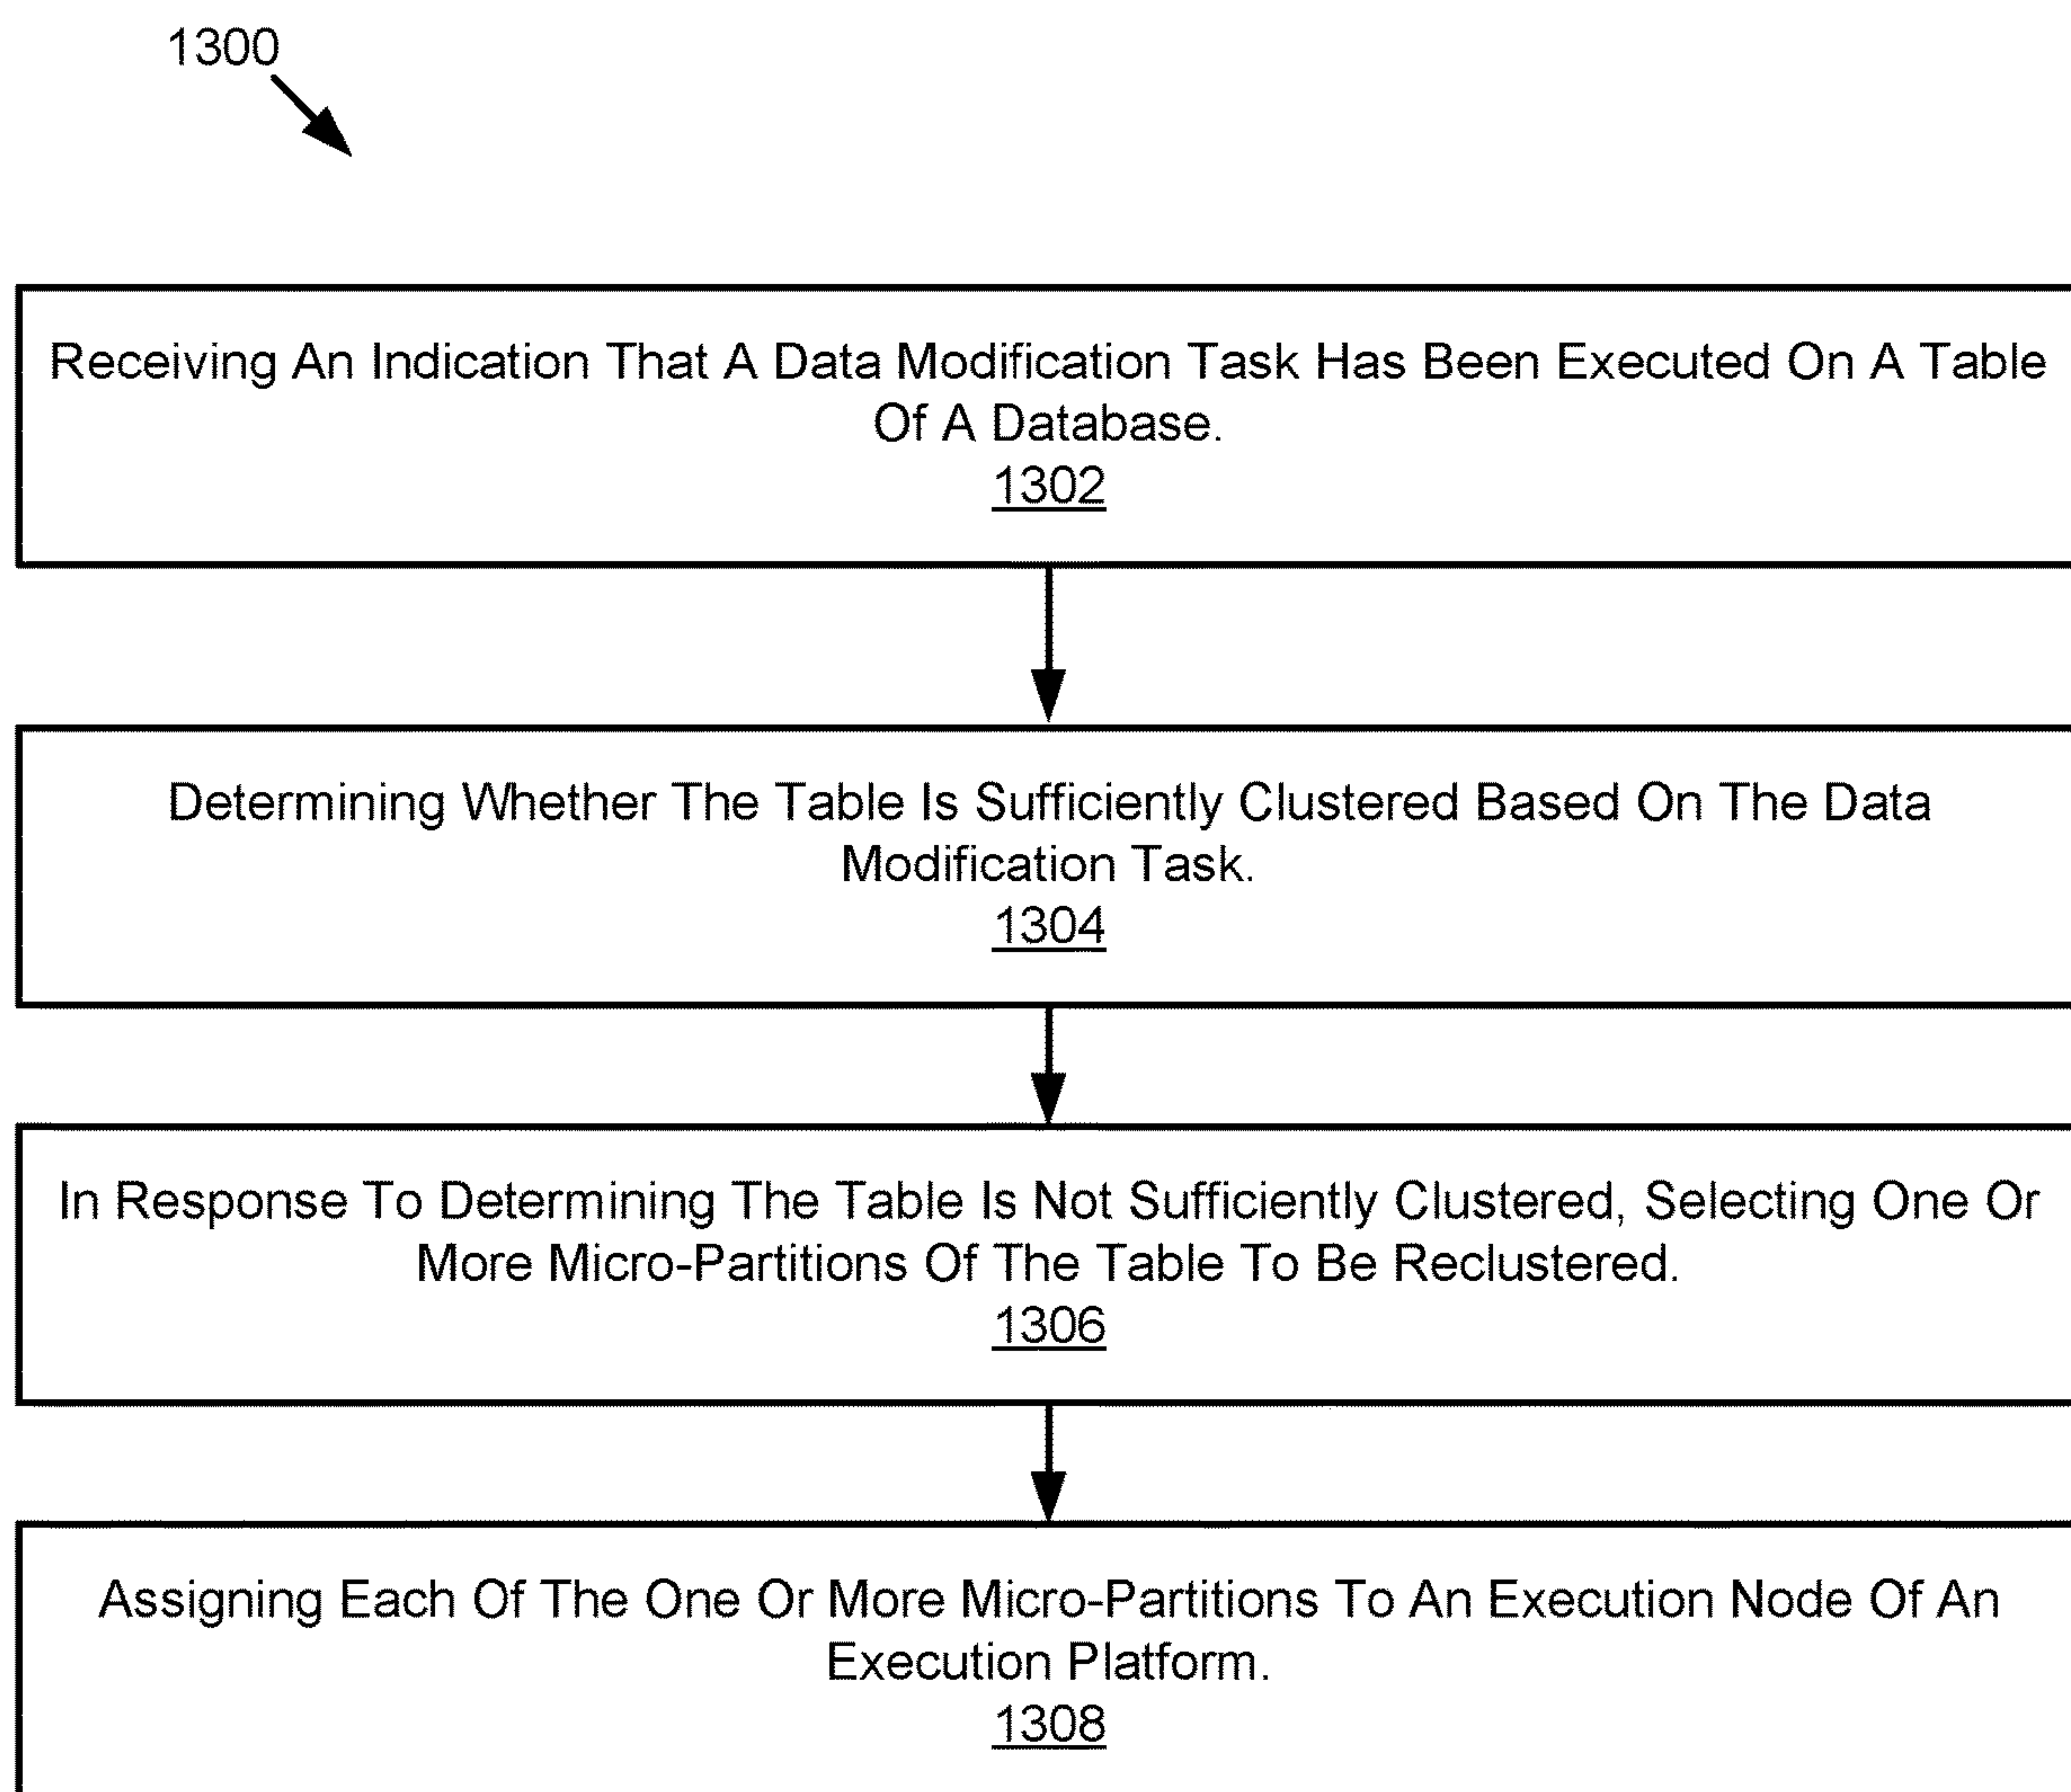 1300
Receiving An Indication That A Data Modification Task Has Been Executed On A Table
Of A Database.
1302
Determining Whether The Table Is Sufficiently Clustered Based On The Data
Modification Task.
1304
In Response To Determining The Table Is Not Sufficiently Clustered, Selecting One Or
More Micro-Partitions Of The Table To Be Reclustered.
1306
Assigning Each Of The One Or More Micro-Partitions To An Execution Node Of An
Execution Platform.
1308